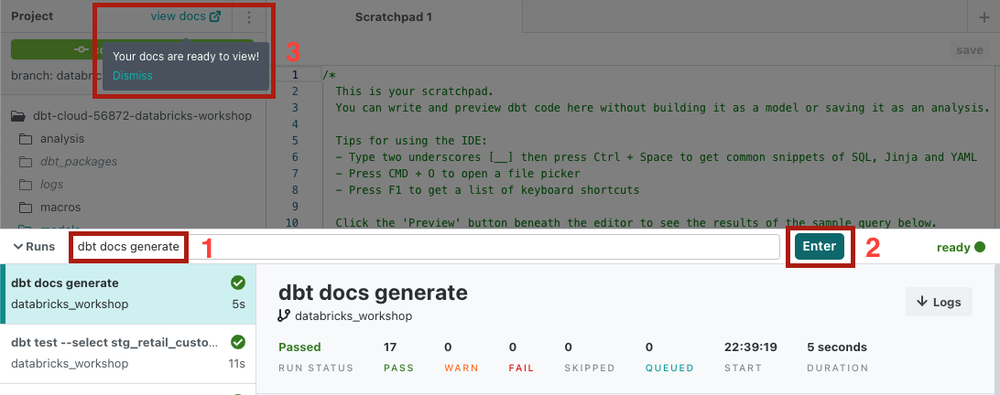 Project
view docs
Scratchpad 1
3
save
Your docs are ready to view!
Dismiss
branch: datab
dbt-cloud-56872-databricks-workshop
analysis
dbt_packages
logs
macros
models
1 /*
2 This is your scratchpad.
3 You can write and preview dbt code here without building it as a model or saving it as an analysis.
4
5 Tips for using the IDE:
6 - Type two underscores [__] then press Ctrl + Space to get common snippets of SQL, Jinja and YAML
7 - Press CMD + O to open a file picker
8 - Press F1 to get a list of keyboard shortcuts
9
10 Click the 'Preview' button beneath the editor to see the results of the sample query below.
Runs
dbt docs generate
1
Enter
2
ready
dbt docs generate
databricks_workshop
5s
dbt test --select stg_retail_custo...
databricks_workshop
11s
dbt docs generate
databricks_workshop
Logs
Passed 17 0 0 0 0 22:39:19 5 seconds
RUN STATUS PASS WARN FAIL SKIPPED QUEUED START DURATION